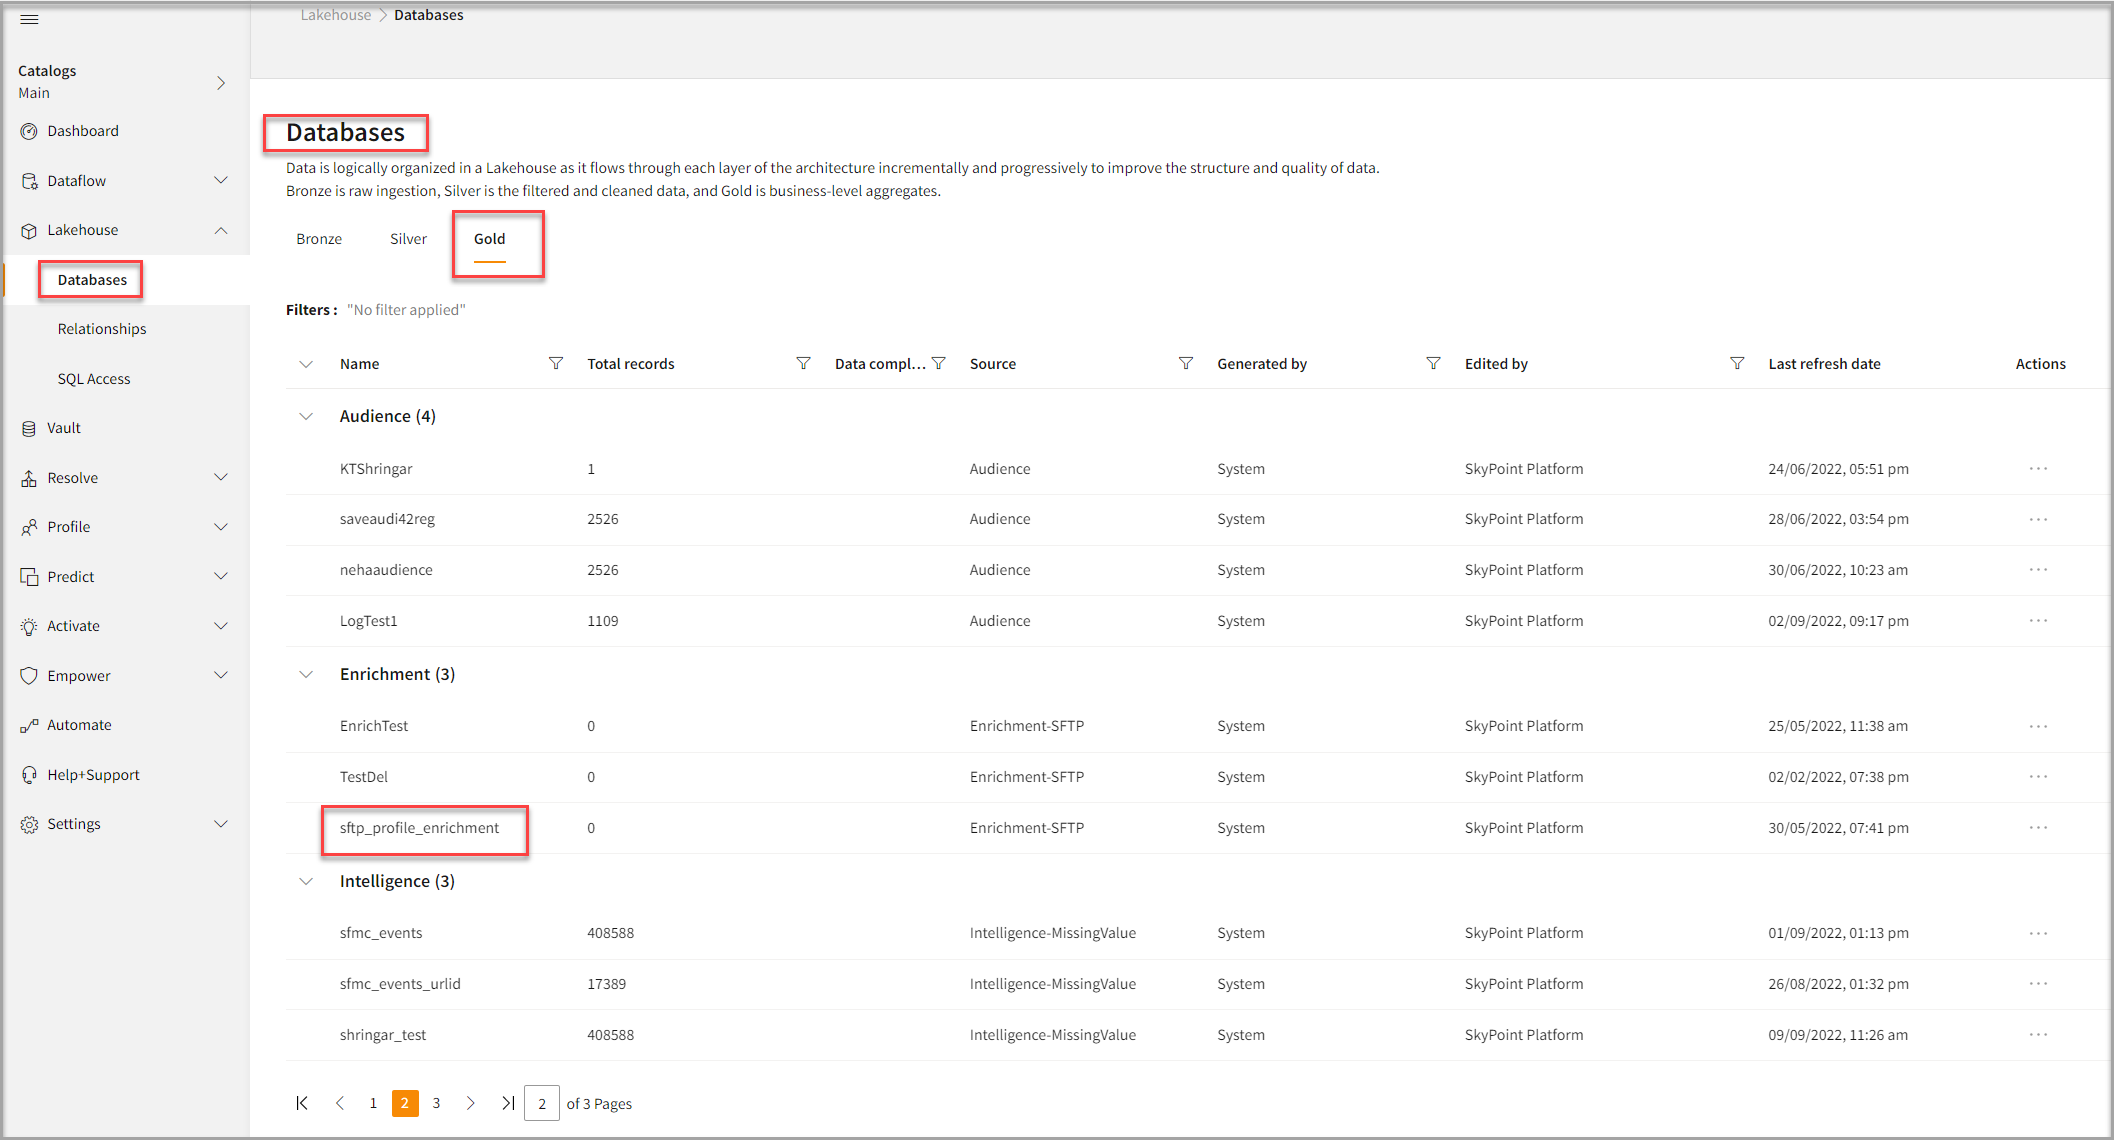 Lakehouse > Databases
Catalogs
Main
Dashboard
Dataflow
Lakehouse
Databases
Relationships
SQL Access
Vault
Resolve
Profile
Predict
Activate
Empower
Automate
Help+Support
Settings
Databases
Data is logically organized in a Lakehouse as it flows through each layer of the architecture incrementally and progressively to improve the structure and quality of data.
Bronze is raw ingestion, Silver is the filtered and cleaned data, and Gold is business-level aggregates.
Bronze Silver Gold
Filters : "No filter applied"
Name Total records Data compl... Source Generated by Edited by Last refresh date Actions
Audience (4)
KTShringar 1 Audience System SkyPoint Platform 24/06/2022, 05:51 pm ...
saveaudi42reg 2526 Audience System SkyPoint Platform 28/06/2022, 03:54 pm ...
nehaaudience 2526 Audience System SkyPoint Platform 30/06/2022, 10:23 am ...
LogTest1 1109 Audience System SkyPoint Platform 02/09/2022, 09:17 pm ...
Enrichment (3)
EnrichTest 0 Enrichment-SFTP System SkyPoint Platform 25/05/2022, 11:38 am ...
TestDel 0 Enrichment-SFTP System SkyPoint Platform 02/02/2022, 07:38 pm ...
sftp_profile_enrichment 0 Enrichment-SFTP System SkyPoint Platform 30/05/2022, 07:41 pm ...
Intelligence (3)
sfmc_events 408588 Intelligence-MissingValue System SkyPoint Platform 01/09/2022, 01:13 pm ...
sfmc_events_urlid 17389 Intelligence-MissingValue System SkyPoint Platform 26/08/2022, 01:32 pm ...
shringar_test 408588 Intelligence-MissingValue System SkyPoint Platform 09/09/2022, 11:26 am ...
1 2 3 2 of 3 Pages